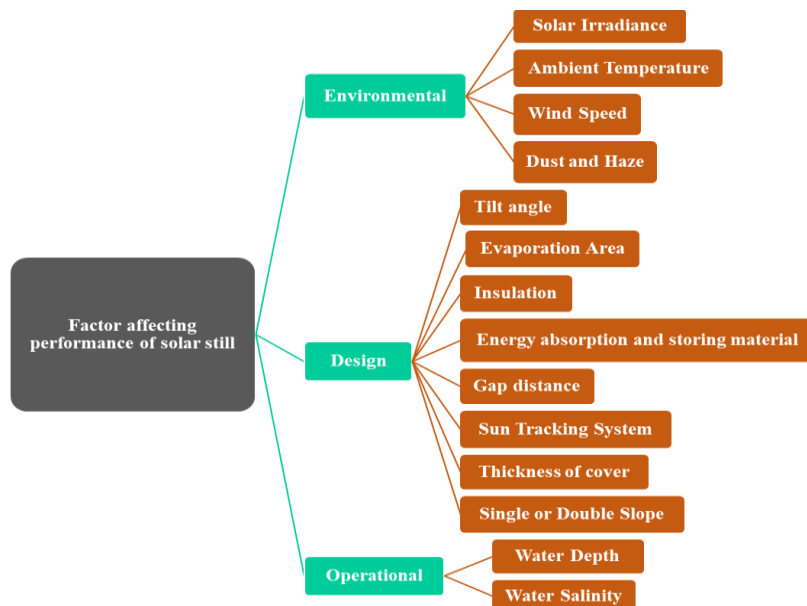 Factor affecting
performance of solar still
Environmental
Solar Irradiance
Ambient Temperature
Wind Speed
Dust and Haze
Design
Tilt angle
Evaporation Area
Insulation
Energy absorption and storing material
Gap distance
Sun Tracking System
Thickness of cover
Single or Double Slope
Operational
Water Depth
Water Salinity